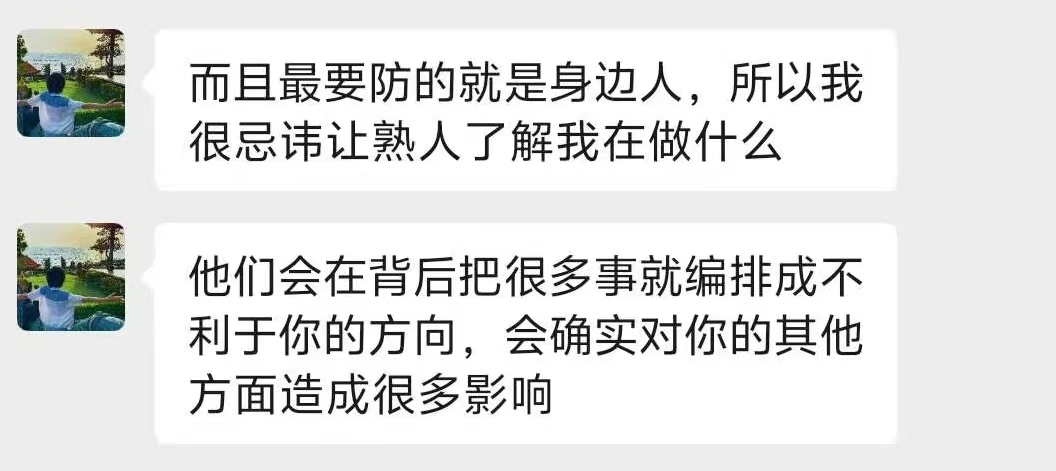 而且最要防的就是身边人，所以我
很忌讳让熟人了解我在做什么
他们会在背后把很多事就编排成不
利于你的方向，会确实对你的其他
方面造成很多影响